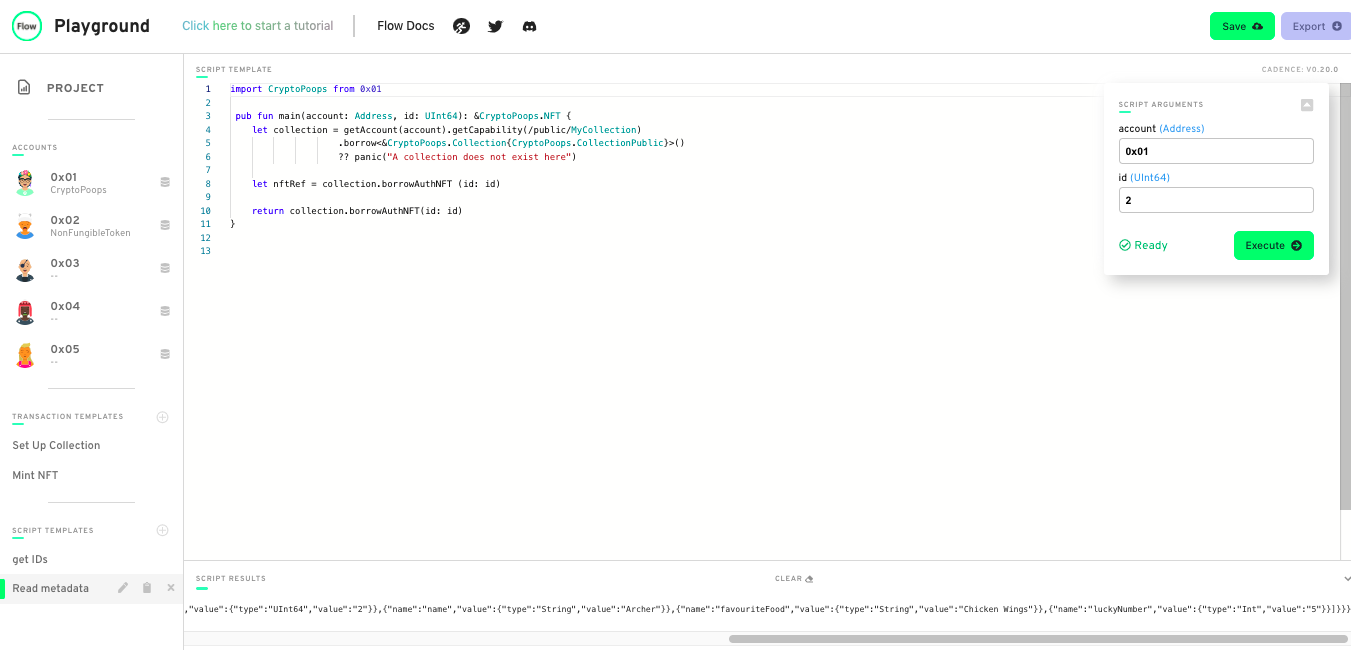 Flow
Playground
Click here to start a tutorial
Flow Docs
Save
Export
PROJECT
ACCOUNTS
0x01
CryptoPoops
0x02
NonFungibleToken
0x03
--
0x04
--
0x05
--
TRANSACTION TEMPLATES
Set Up Collection
Mint NFT
SCRIPT TEMPLATES
get IDs
Read metadata
SCRIPT TEMPLATE
CADENCE: V0.20.0
1 import CryptoPoops from 0x01
2
3 pub fun main(account: Address, id: UInt64): &CryptoPoops.NFT {
4 let collection = getAccount(account).getCapability(/public/MyCollection)
5 .borrow<&CryptoPoops.Collection{CryptoPoops.CollectionPublic}>()
6 ?? panic("A collection does not exist here")
7
8 let nftRef = collection.borrowAuthNFT (id: id)
9
10 return collection.borrowAuthNFT(id: id)
11 }
12
13
SCRIPT ARGUMENTS
account (Address)
0x01
id (UInt64)
2
Ready
Execute
SCRIPT RESULTS
CLEAR
,"value":{"type":"UInt64","value":"2"}},{"name":"name","value":{"type":"String","value":"Archer"}},{"name":"favouriteFood","value":{"type":"String","value":"Chicken Wings"}},{"name":"luckyNumber","value":{"type":"Int","value":"5"}}]}}}